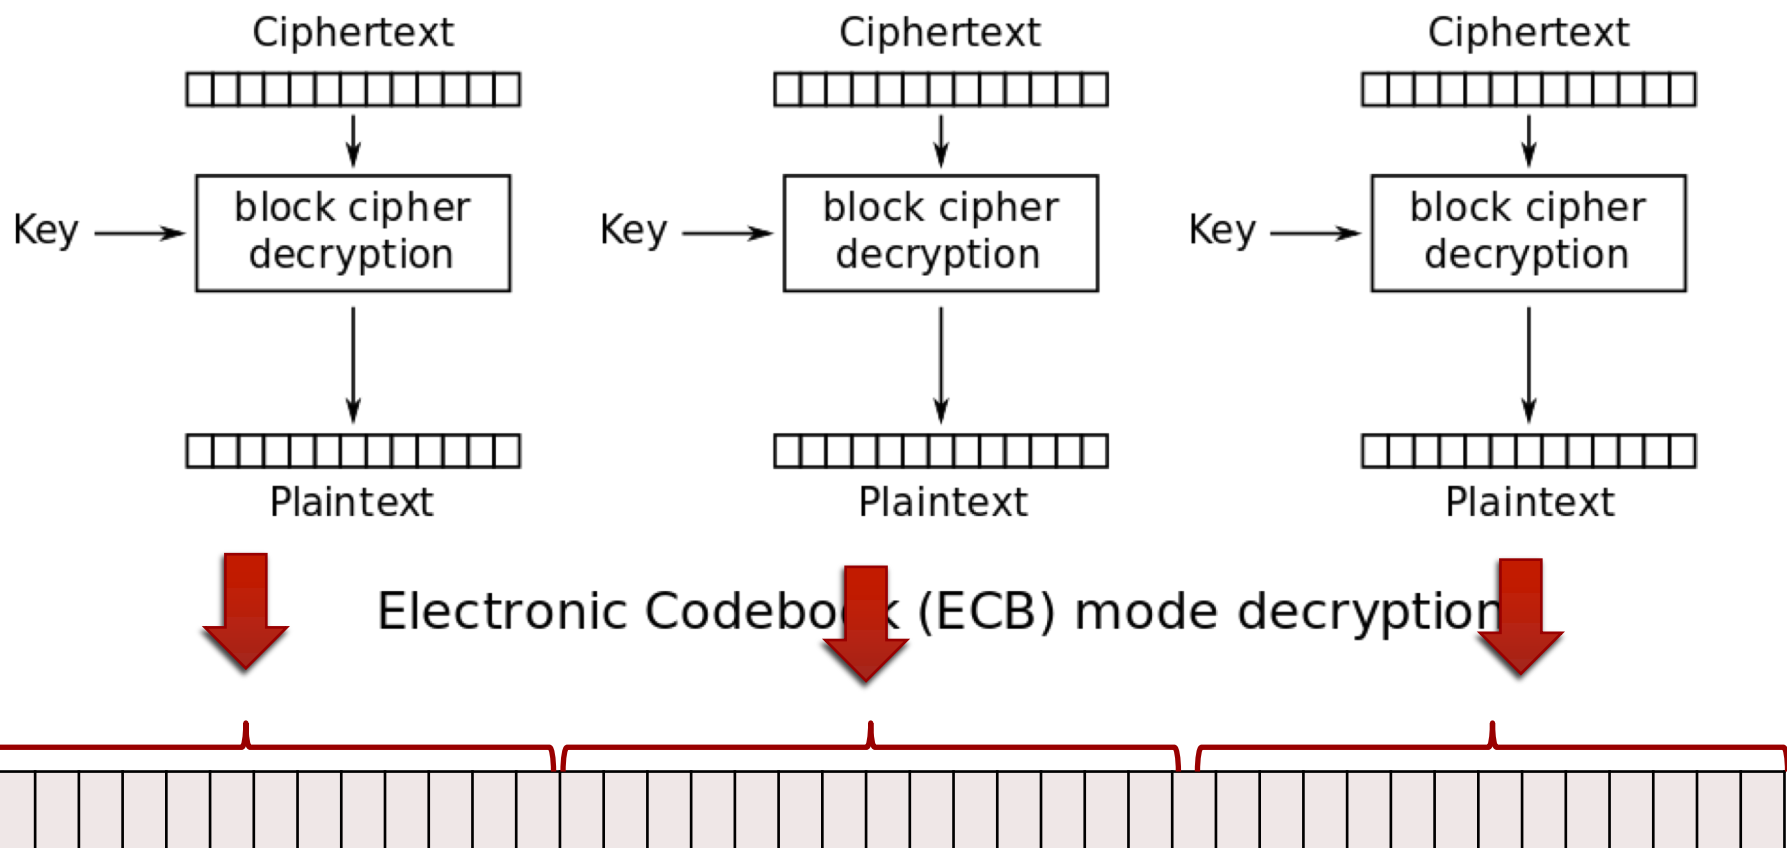 Ciphertext Ciphertext Ciphertext
Key block cipher decryption Key block cipher decryption Key block cipher decryption
Plaintext Plaintext Plaintext
Electronic Codebook (ECB) mode decryption